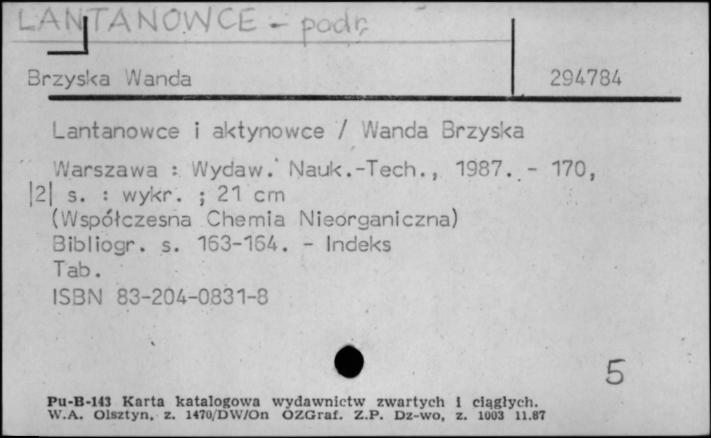 LANTANOWCE - podr.
Brzyska Wanda 294784
Lantanowce i aktynowce / Wanda Brzyska
Warszawa : Wydaw. Nauk.-Tech., 1987. - 170,
|2| s. : wykr. ; 21 cm
(Współczesna Chemia Nieorganiczna)
Bibliogr. s. 163-164. - Indeks
Tab.
ISBN 83-204-0831-8
5
Pu-B-143 Karta katalogowa wydawnictw zwartych i ciągłych.
W.A. Olsztyn, z. 1470/DW/On OZGraf. Z.P. Dz-wo, z. 1003 11.87